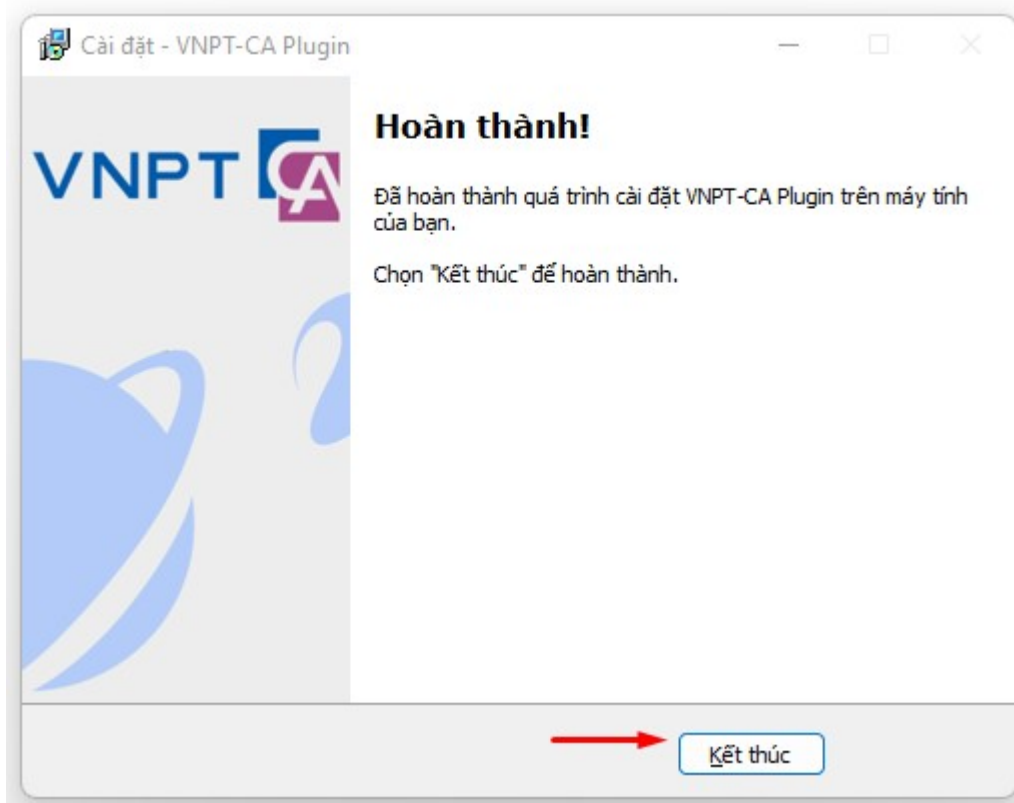 Cài đặt - VNPT-CA Plugin
VNPT CA
Hoàn thành!
Đã hoàn thành quá trình cài đặt VNPT-CA Plugin trên máy tính
của bạn.
Chọn "Kết thúc" để hoàn thành.
Kết thúc